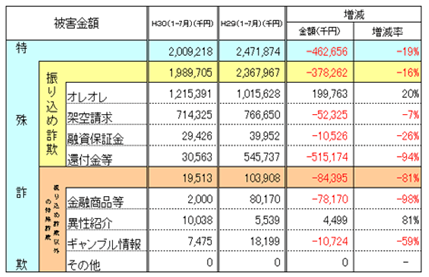 被害金額 H30(1-7月)(千円) H29(1-7月)(千円) 増減
金額(千円) 増減率
特殊詐欺 2,009,218 2,471,874 -462,656 -19%
振り込め詐欺 1,989,705 2,367,967 -378,262 -16%
オレオレ 1,215,391 1,015,628 199,763 20%
架空請求 714,325 766,650 -52,325 -7%
融資保証金 29,426 39,952 -10,526 -26%
還付金等 30,563 545,737 -515,174 -94%
振り込め詐欺以外の特殊詐欺 19,513 103,908 -84,395 -81%
金融商品等 2,000 80,170 -78,170 -98%
異性紹介 10,038 5,539 4,499 81%
ギャンブル情報 7,475 18,199 -10,724 -59%
その他 0 0 0 -